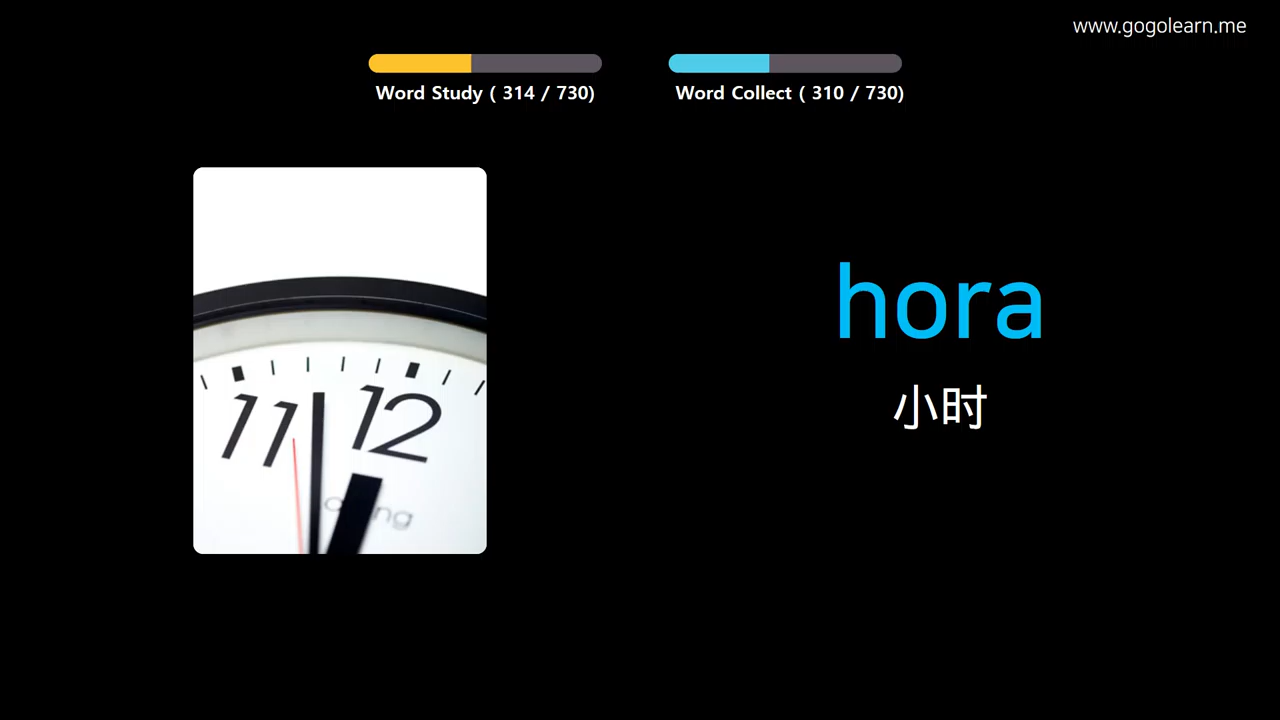 www.gogolearn.me
Word Study ( 314 / 730)
Word Collect ( 310 / 730)
11
12
hora
小时